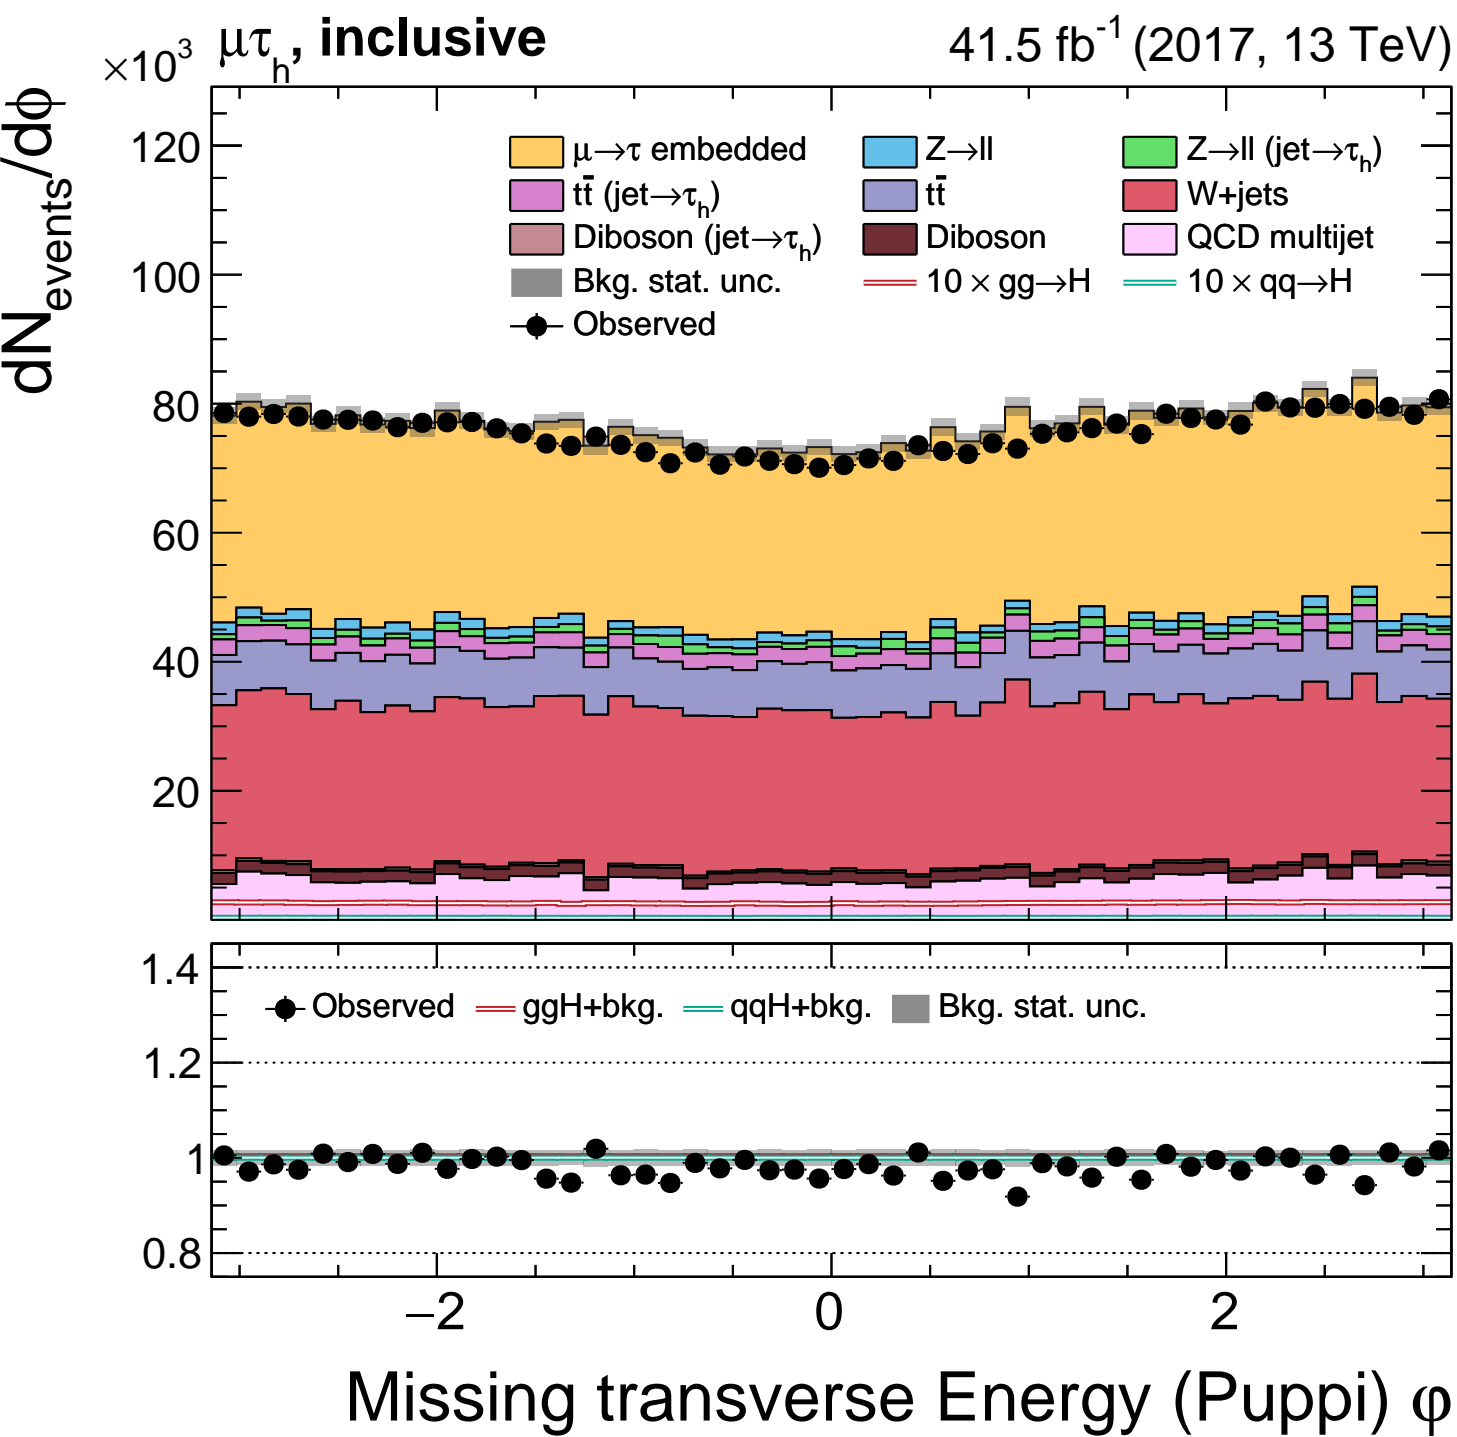 ×10³ μτₕ, inclusive 41.5 fb⁻¹ (2017, 13 TeV)
dN_events/dϕ
120
100
80
60
40
20
μ→τ embedded Z→ll Z→ll (jet→τₕ)
tt̄ (jet→τₕ) tt̄ W+jets
Diboson (jet→τₕ) Diboson QCD multijet
Bkg. stat. unc. 10 × gg→H 10 × qq→H
Observed
1.4
1.2
1
0.8
Observed ggH+bkg. qqH+bkg. Bkg. stat. unc.
−2 0 2
Missing transverse Energy (Puppi) φ